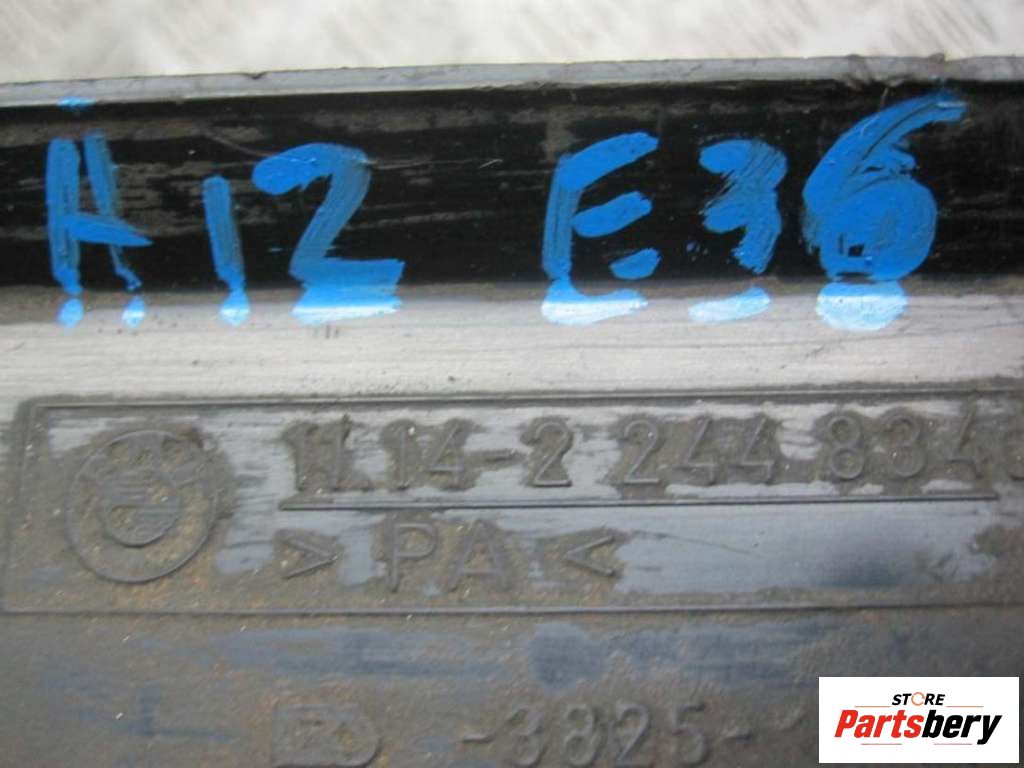 H12 E36
11.14-2 244 834
> PA <
-3825-
STORE
Partsbery